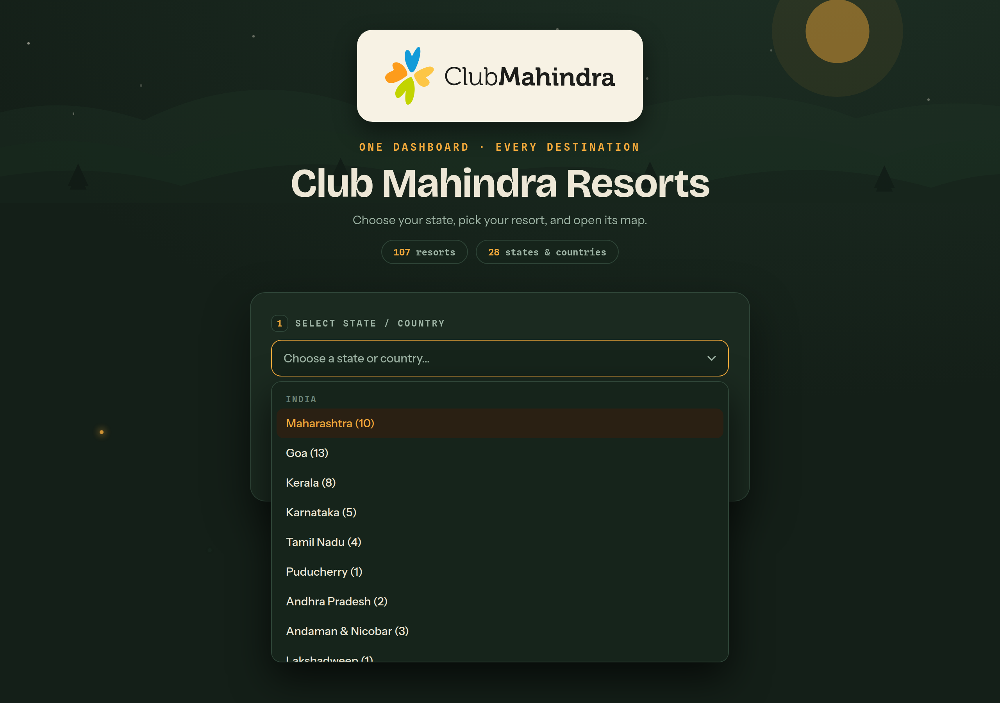 ClubMahindra
ONE DASHBOARD · EVERY DESTINATION
Club Mahindra Resorts
Choose your state, pick your resort, and open its map.
107 resorts
28 states & countries
1 SELECT STATE / COUNTRY
Choose a state or country...
INDIA
Maharashtra (10)
Goa (13)
Kerala (8)
Karnataka (5)
Tamil Nadu (4)
Puducherry (1)
Andhra Pradesh (2)
Andaman & Nicobar (3)
Lakshadweep (1)